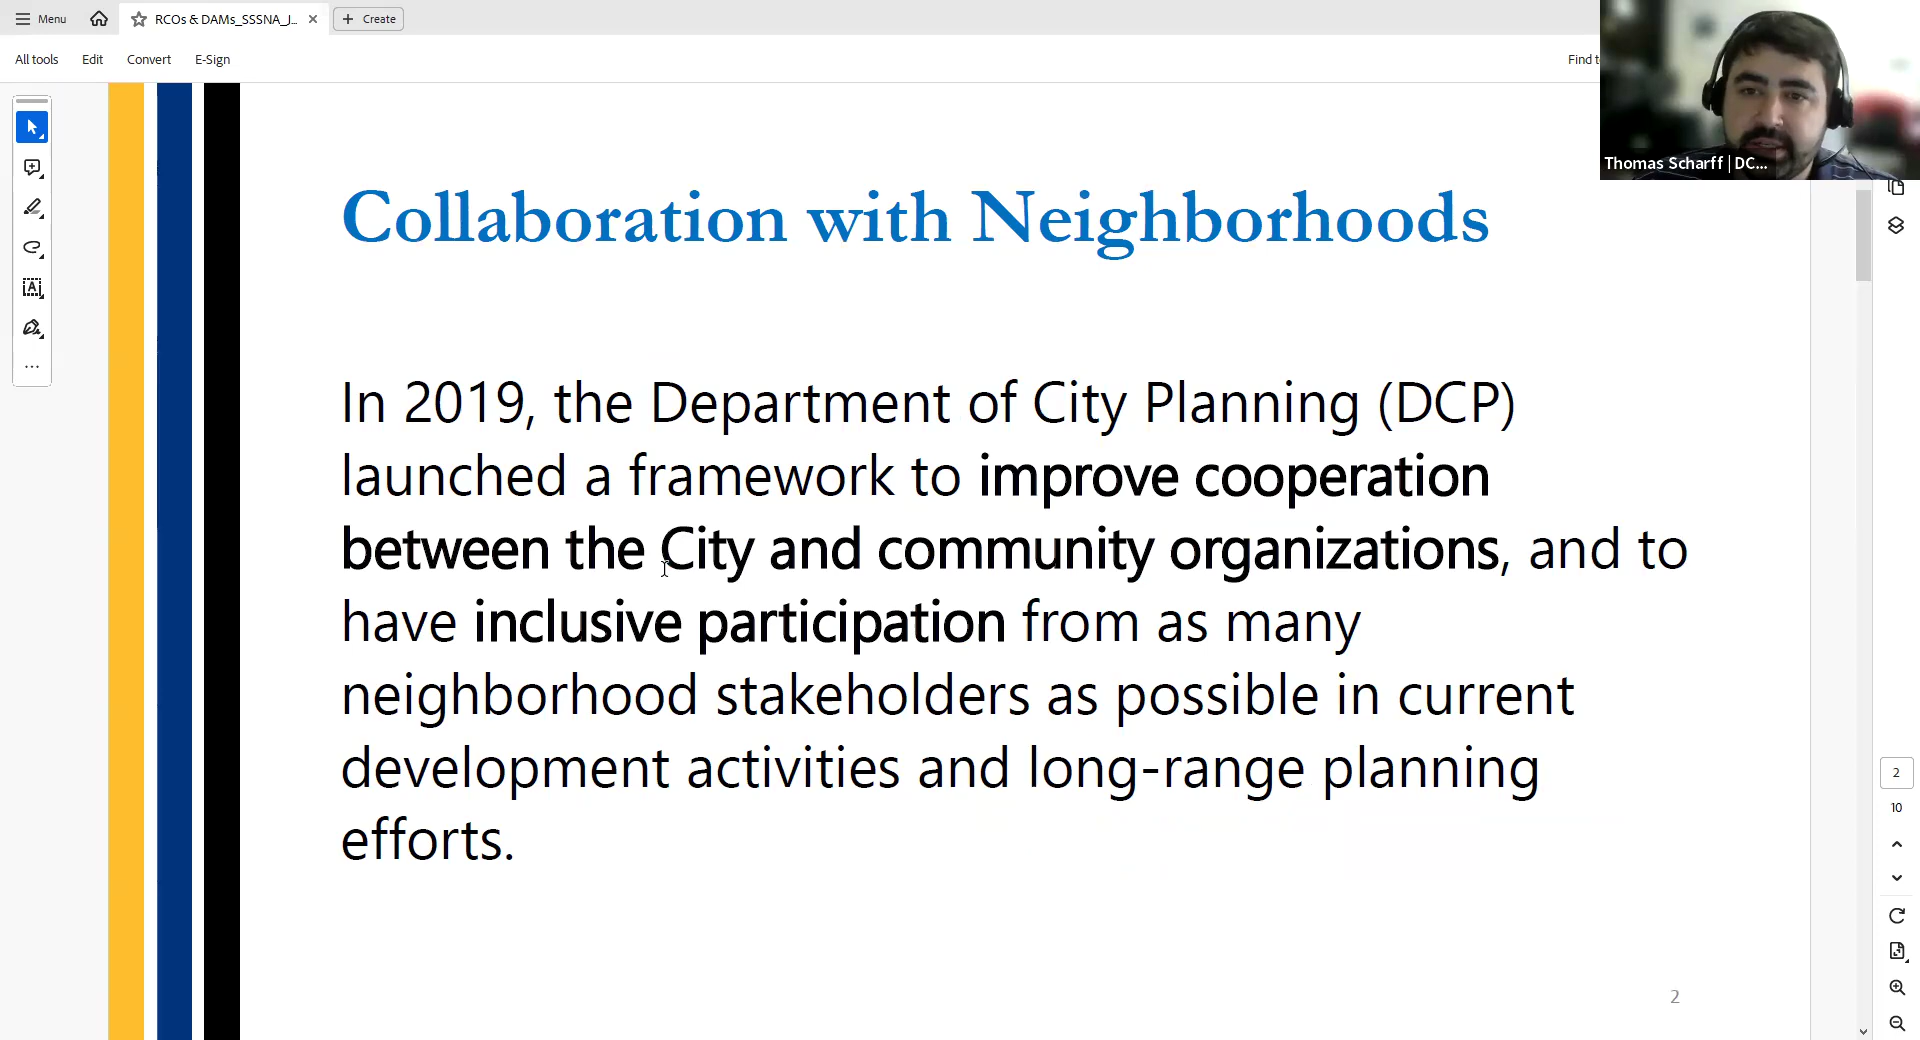 Menu
RCOs & DAMs_SSSNA_J...
Create
All tools
Edit
Convert
E-Sign
Find t
Thomas Scharff | DC...
Collaboration with Neighborhoods
In 2019, the Department of City Planning (DCP)
launched a framework to improve cooperation
between the City and community organizations, and to
have inclusive participation from as many
neighborhood stakeholders as possible in current
development activities and long-range planning
efforts.
2
10
2